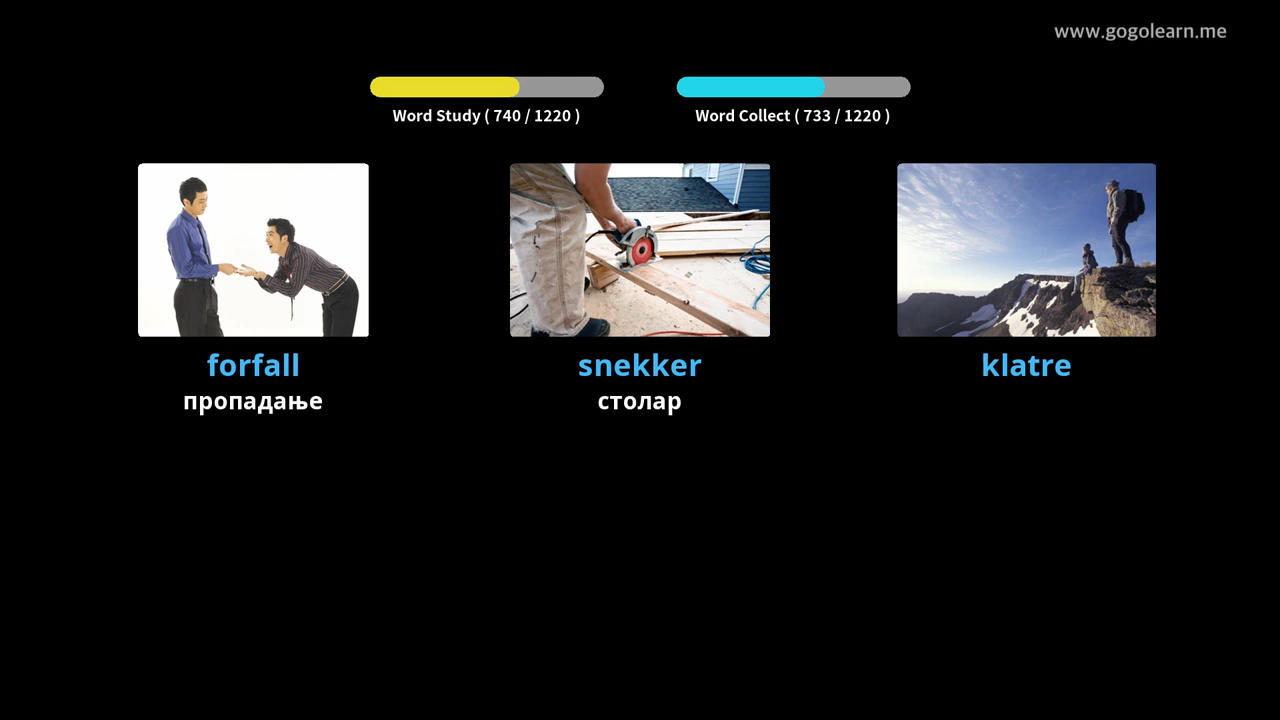 www.gogolearn.me
Word Study ( 740 / 1220 )
Word Collect ( 733 / 1220 )
forfall
пропадање
snekker
столар
klatre